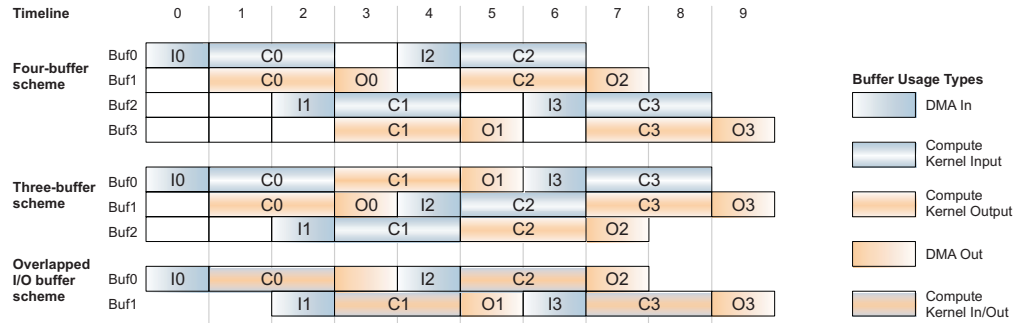 Timeline 0 1 2 3 4 5 6 7 8 9
Four-buffer
scheme
Buf0 I0 C0 I2 C2
Buf1 C0 O0 C2 O2
Buf2 I1 C1 I3 C3
Buf3 C1 O1 C3 O3
Three-buffer
scheme
Buf0 I0 C0 C1 O1 I3 C3
Buf1 C0 O0 I2 C2 C3 O3
Buf2 I1 C1 C2 O2
Overlapped
I/O buffer
scheme
Buf0 I0 C0 I2 C2 O2
Buf1 I1 C1 O1 I3 C3 O3
Buffer Usage Types
DMA In
Compute
Kernel Input
Compute
Kernel Output
DMA Out
Compute
Kernel In/Out